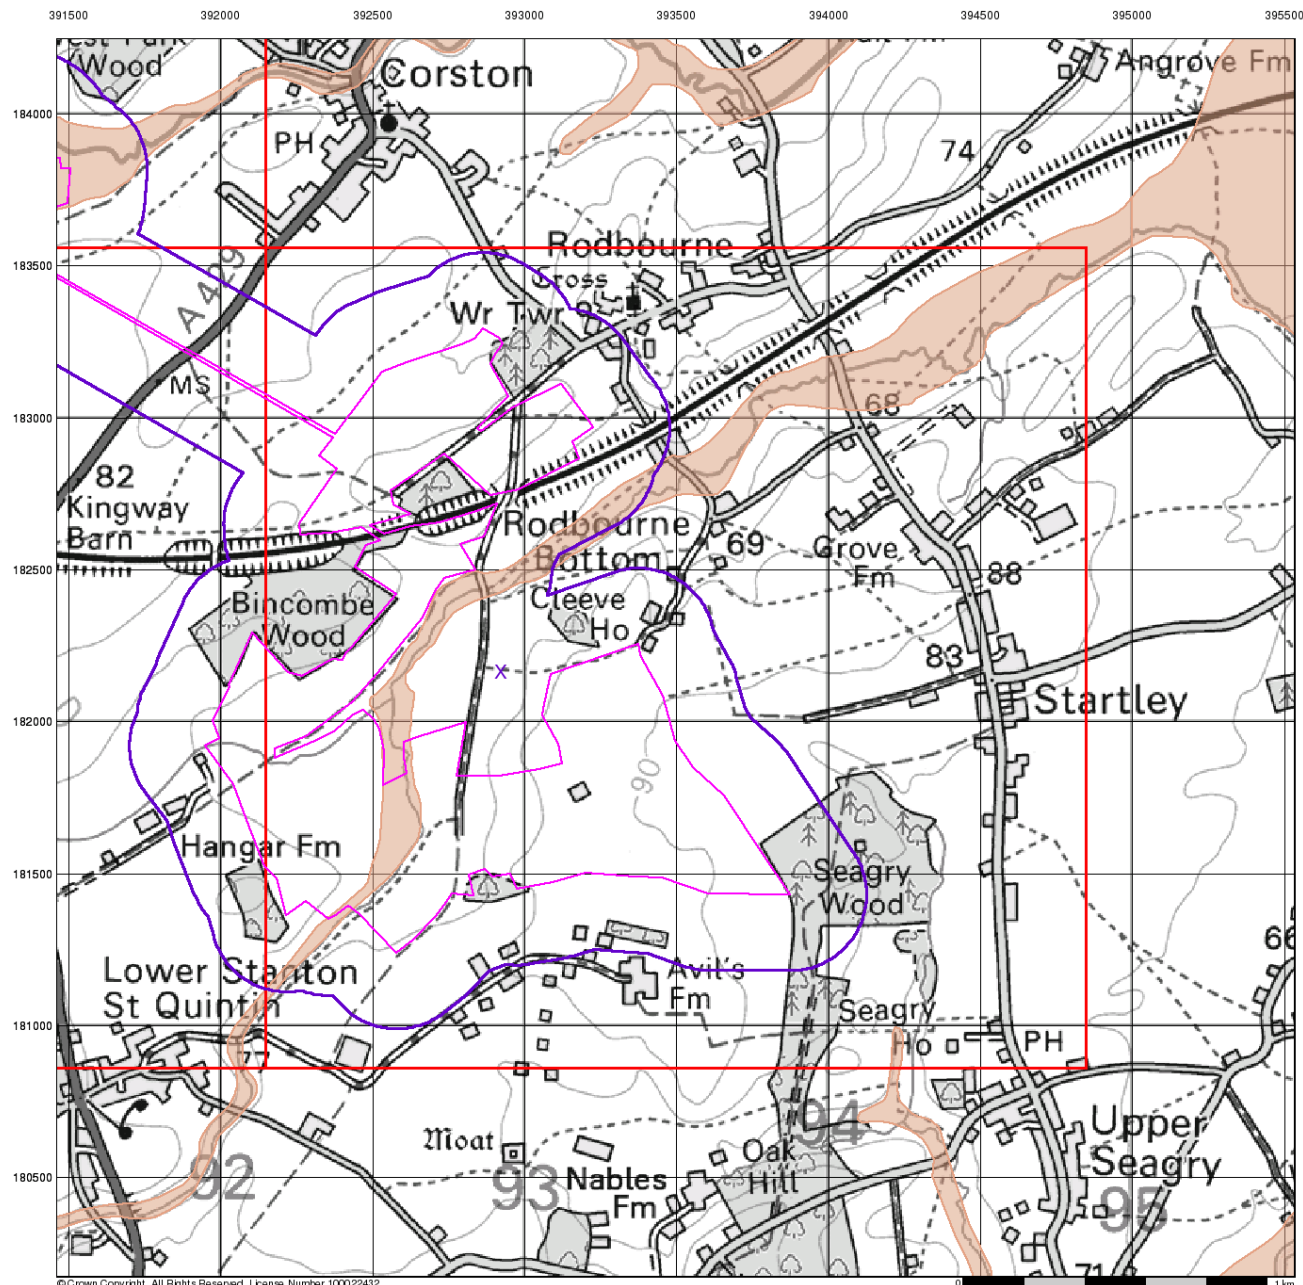 391500 392000 392500 393000 393500 394000 394500 395000 395500
184000
183500
183000
182500
182000
181500
181000
180500
Wood
Corston
Angrove Fm
PH
74
A 429
Rodbourne
Cross
Wr Twr
MS
68
82
Kingway
Barn
Rodbourne
Bottom
69
Grove
Fm
88
Bincombe
Wood
Cleeve
Ho
83
Startley
90
Hangar Fm
Seagry
Wood
66
Lower Stanton
St Quintin
Avil's
Fm
Seagry
Ho
PH
77
94
Moat
Oak
Hill
Upper
Seagry
92
93
Nables
Fm
95
71
© Crown Copyright. All Rights Reserved. License Number 100022432
0 1 km